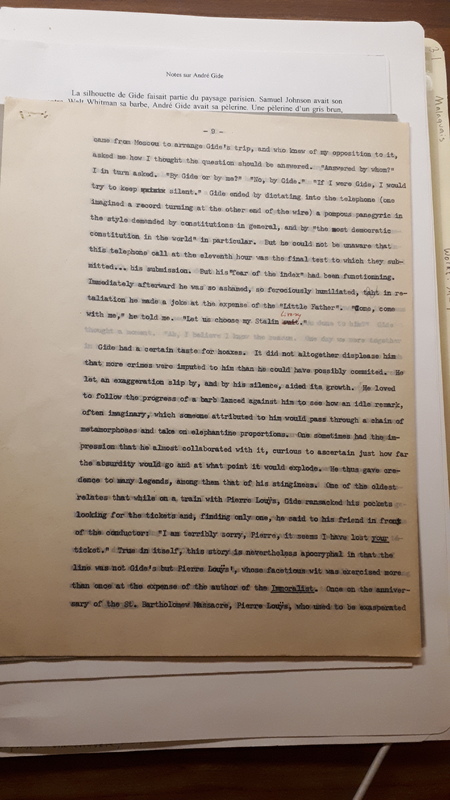 Notes sur André Gide
La silhouette de Gide faisait partie du paysage parisien. Samuel Johnson avait son
Walt Whitman sa barbe, André Gide avait sa pèlerine. Une pèlerine d'un gris brun,
Malaquais
- 9 -
came from Moscow to arrange Gide's trip, and who knew of my opposition to it,
asked me how I thought the question should be answered. "Answered by whom?"
I in turn asked. "By Gide or by me?" "No, by Gide." "If I were Gide, I would
try to keep silent." Gide ended by dictating into the telephone (one
imagined a record turning at the other end of the wire) a pompous panegyric in
the style demanded by constitutions in general, and by "the most democratic
constitution in the world" in particular. But he could not be unaware that
this telephone call at the eleventh hour was the final test to which they sub-
mitted... his submission. But his "fear of the index" had been functionning.
Immediately afterward he was so ashamed, so ferociously humiliated, that in re-
taliation he made a joke at the expense of the "Little Father". "Come, come
with me," he told me. "Let us choose my Stalin."
Gide had a certain taste for hoaxes. It did not altogether displease him
that more crimes were imputed to him than he could have possibly commited. He
let an exaggeration slip by, and by his silence, aided its growth. He loved
to follow the progress of a barb lanced against him to see how an idle remark,
often imaginary, which someone attributed to him would pass through a chain of
metamorphoses and take on elephantine proportions. One sometimes had the im-
pression that he almost collaborated with it, curious to ascertain just how far
the absurdity would go and at what point it would explode. He thus gave cre-
dance to many legends, among them that of his stinginess. One of the oldest
relates that while on a train with Pierre Louÿs, Gide ransacked his pockets
looking for the tickets and, finding only one, he said to his friend in front
of the conductor: "I am terribly sorry, Pierre, it seems I have lost your
ticket." True in itself, this story is nevertheless apocryphal in that the
line was not Gide's but Pierre Louÿs', whose facetious wit was exercised more
than once at the expense of the author of the Immoralist. Once on the anniver-
sary of the St. Bartholomew Massacre, Pierre Louÿs, who used to be exasperated